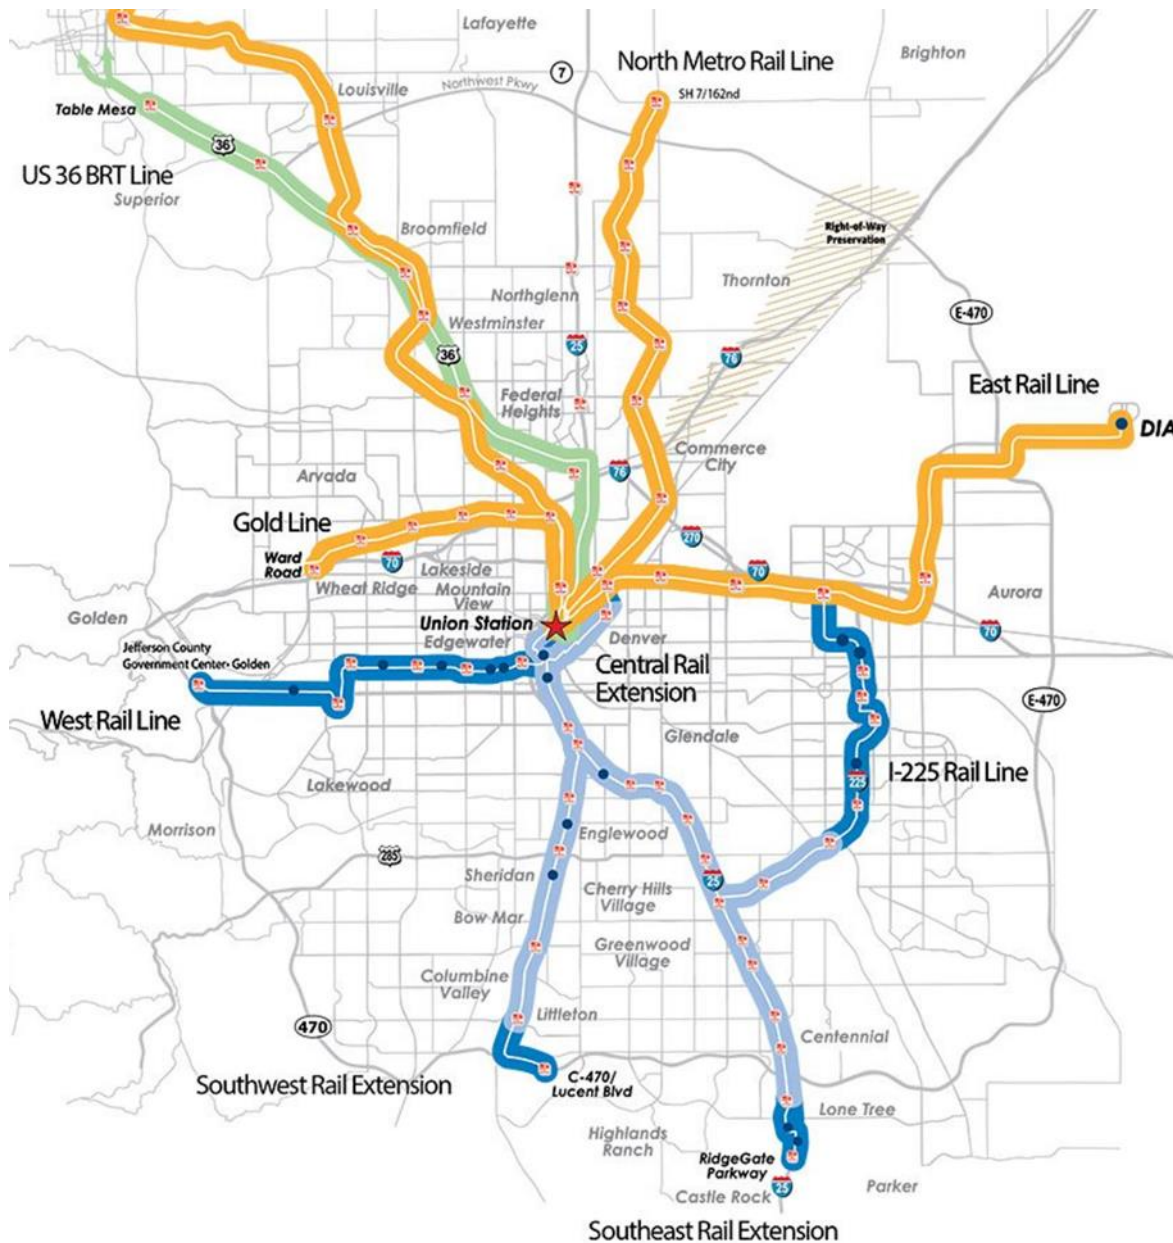 Lafayette
Brighton
7
North Metro Rail Line
Louisville
Northwest Pkwy
SH 7/162nd
Table Mesa
36
US 36 BRT Line
Superior
Broomfield
Right-of-Way
Preservation
Thornton
Northglenn
E-470
Westminster
25
36
76
East Rail Line
Federal
Heights
DIA
Commerce
City
Arvada
76
Gold Line
270
Ward
Road
70
Lakeside
70
Wheat Ridge
Mountain
View
Aurora
Golden
Union Station
Edgewater
Denver
70
Jefferson County
Government Center- Golden
Central Rail
Extension
E-470
West Rail Line
Glendale
I-225 Rail Line
225
Lakewood
Morrison
Englewood
285
Sheridan
25
Cherry Hills
Village
Bow Mar
Greenwood
Village
Columbine
Valley
Littleton
470
Centennial
Southwest Rail Extension
C-470/
Lucent Blvd
Lone Tree
Highlands
Ranch
RidgeGate
Parkway
25
Castle Rock
Parker
Southeast Rail Extension